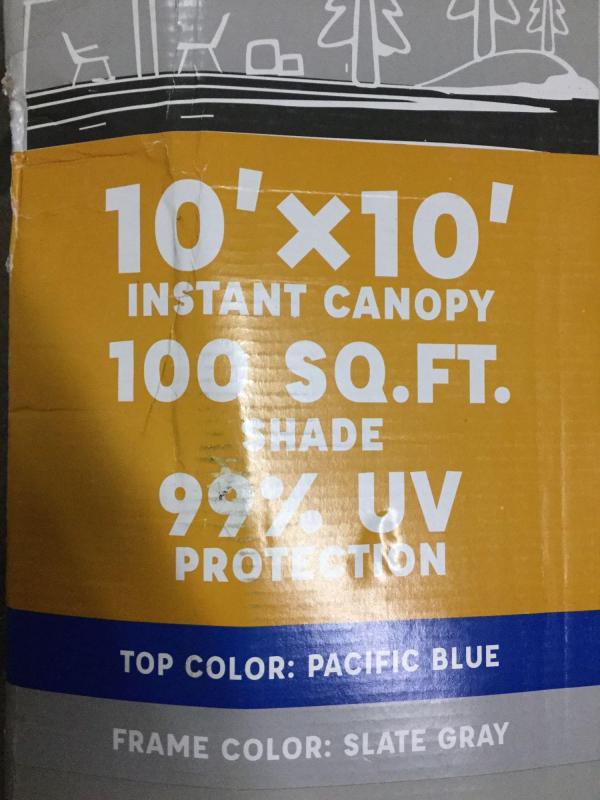 10'×10'
INSTANT CANOPY
100 SQ.FT.
SHADE
99% UV
PROTECTION
TOP COLOR: PACIFIC BLUE
FRAME COLOR: SLATE GRAY